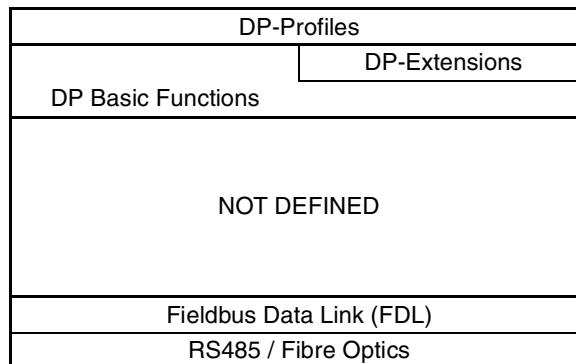 DP-Profiles
DP-Extensions
DP Basic Functions
NOT DEFINED
Fieldbus Data Link (FDL)
RS485 / Fibre Optics